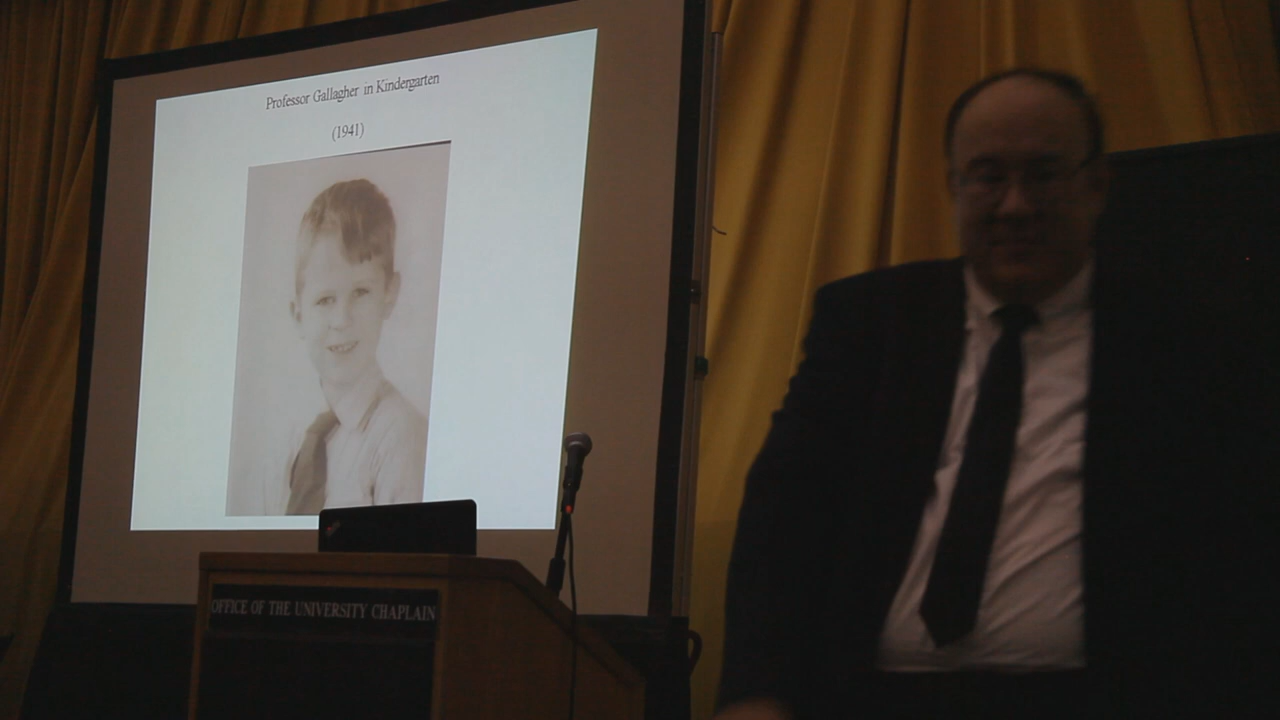 Professor Gallagher in Kindergarten
(1941)
OFFICE OF THE UNIVERSITY CHAPLAIN